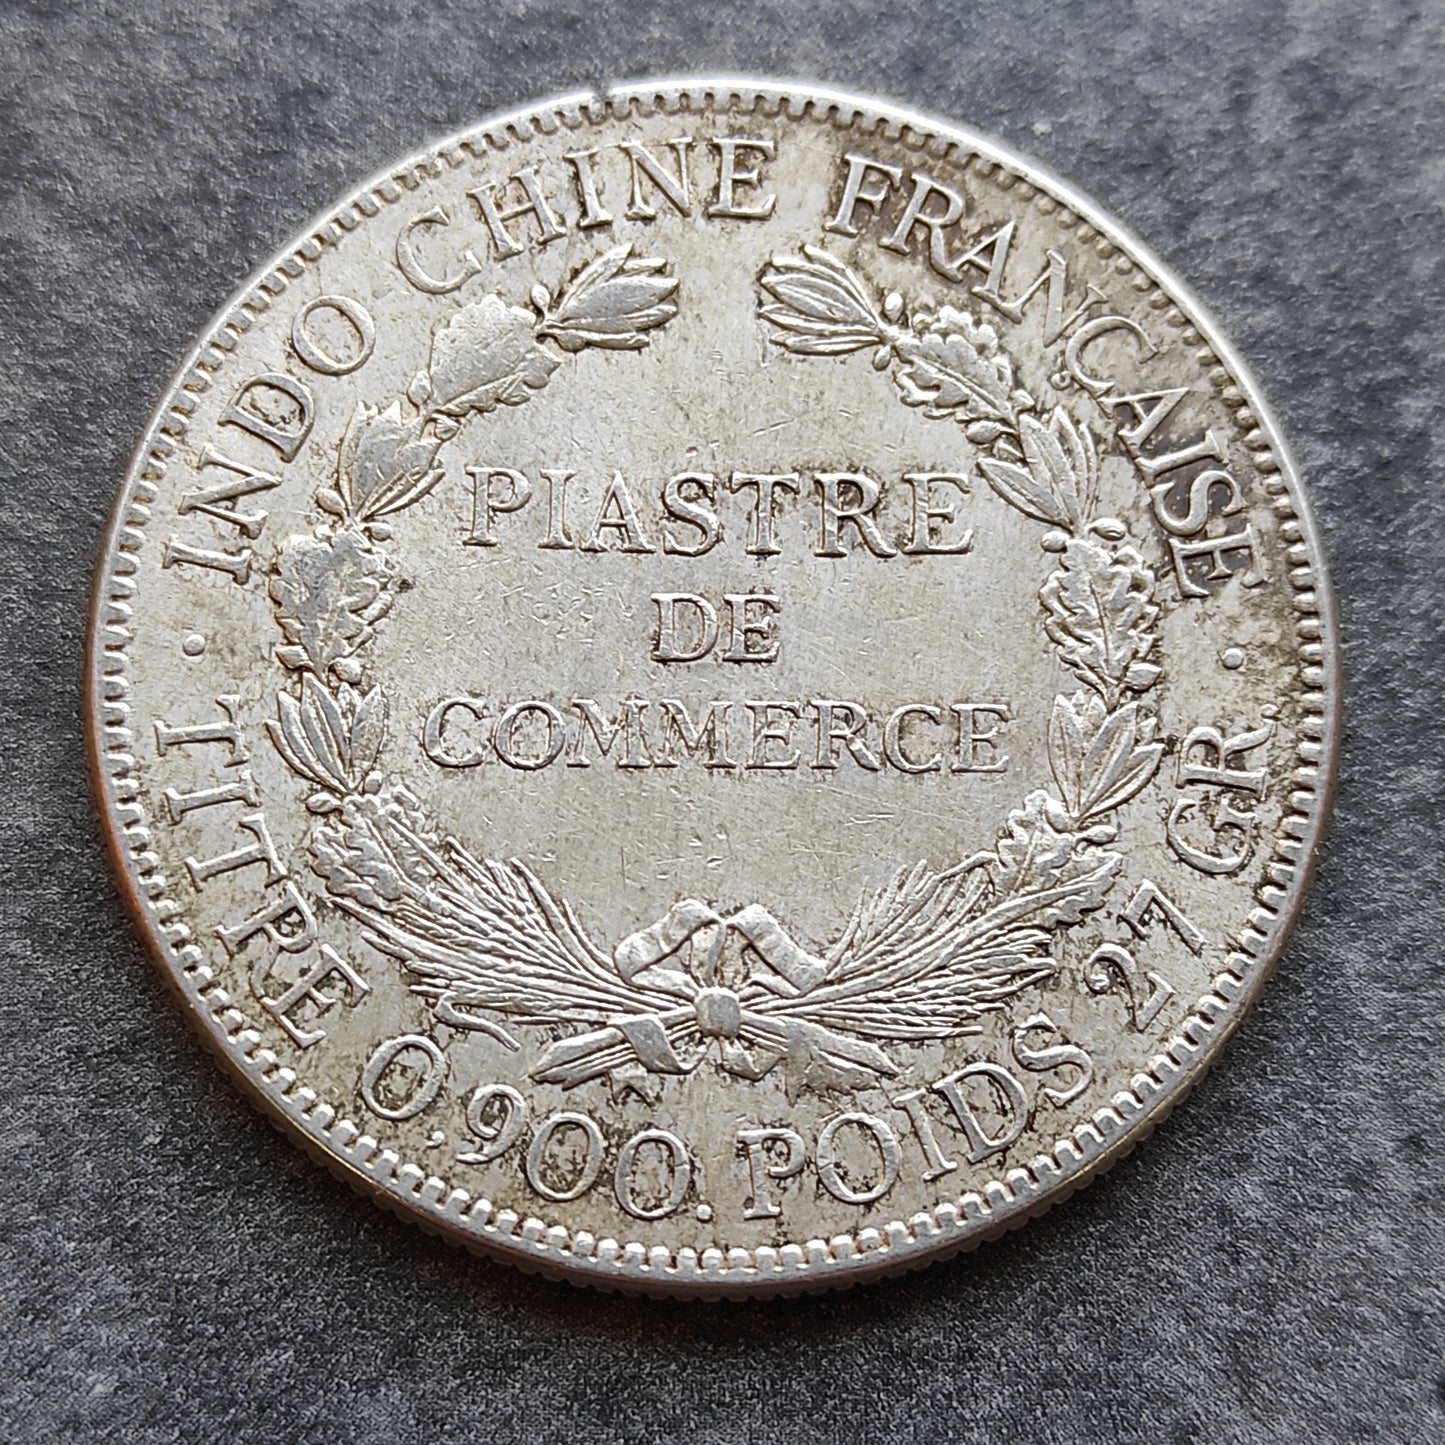 INDO-CHINE FRANÇAISE
PIASTRE
DE
COMMERCE
· TITRE 0,900. POIDS 27 GR. ·